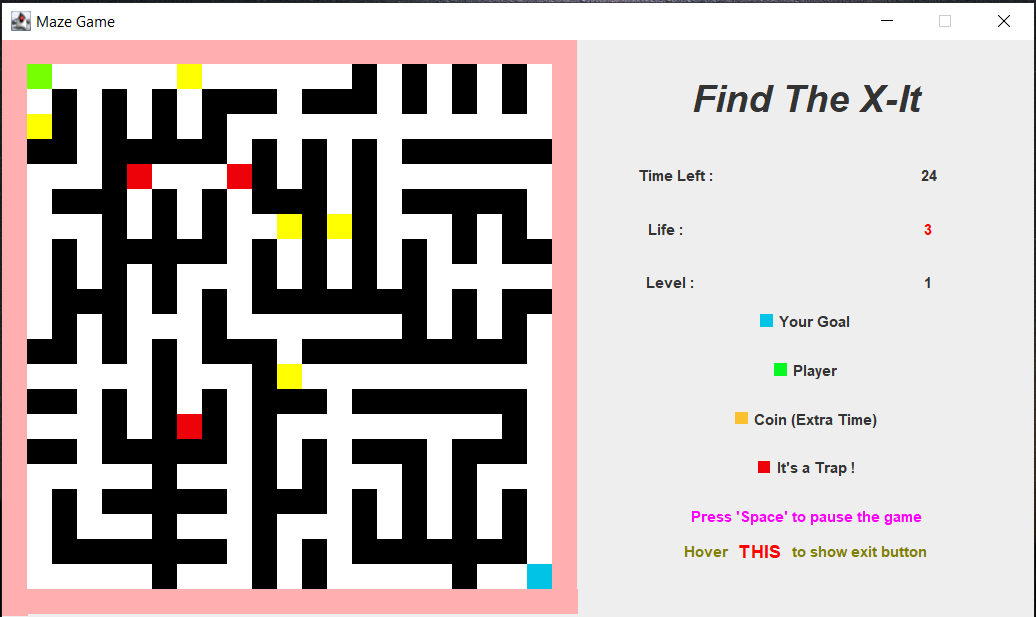 Maze Game
Find The X-It
Time Left : 24
Life : 3
Level : 1
Your Goal
Player
Coin (Extra Time)
It's a Trap !
Press 'Space' to pause the game
Hover THIS to show exit button